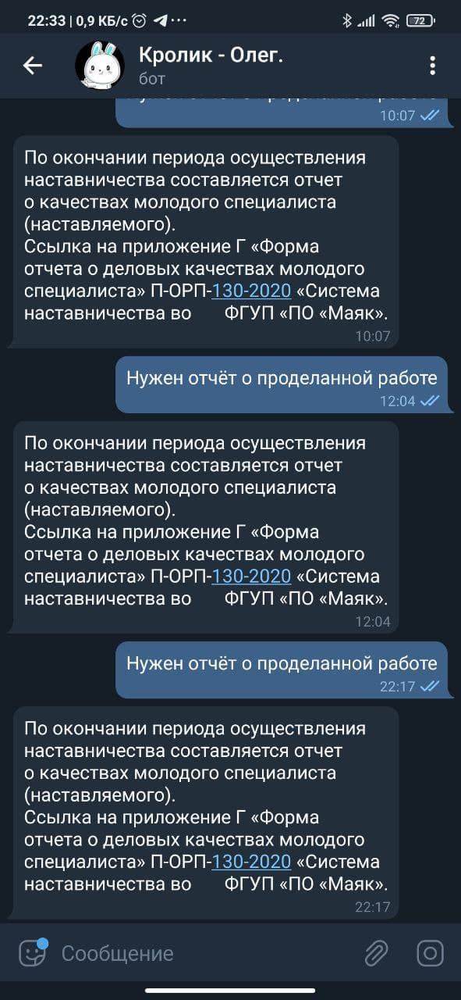 22:33 | 0,9 КБ/с
72
Кролик - Олег.
бот
10:07
По окончании периода осуществления
наставничества составляется отчет
о качествах молодого специалиста
(наставляемого).
Ссылка на приложение Г «Форма
отчета о деловых качествах молодого
специалиста» П-ОРП-130-2020 «Система
наставничества во ФГУП «ПО «Маяк».
10:07
Нужен отчёт о проделанной работе
12:04
По окончании периода осуществления
наставничества составляется отчет
о качествах молодого специалиста
(наставляемого).
Ссылка на приложение Г «Форма
отчета о деловых качествах молодого
специалиста» П-ОРП-130-2020 «Система
наставничества во ФГУП «ПО «Маяк».
12:04
Нужен отчёт о проделанной работе
22:17
По окончании периода осуществления
наставничества составляется отчет
о качествах молодого специалиста
(наставляемого).
Ссылка на приложение Г «Форма
отчета о деловых качествах молодого
специалиста» П-ОРП-130-2020 «Система
наставничества во ФГУП «ПО «Маяк».
22:17
Сообщение